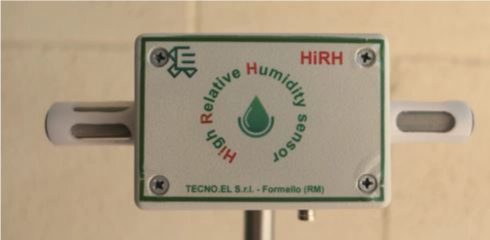 HiRH
High Relative Humidity sensor
TECNO.EL S.r.l. - Formello (RM)